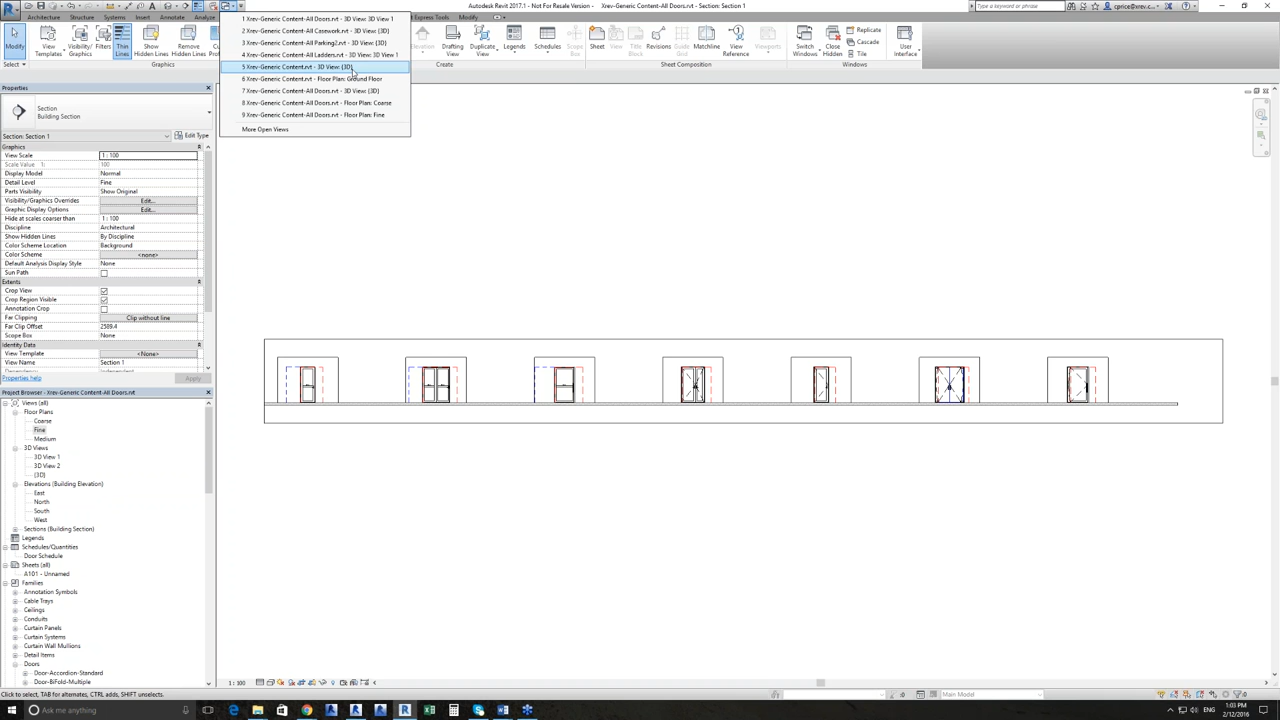 Autodesk Revit 2017.1 - Not For Resale Version - Xrev-Generic Content-All Doors.rvt - Section: Section 1
Type a keyword or phrase
cprice@xrev.c...
Architecture Structure Systems Insert Annotate
Express Tools Modify
Modify
View Templates
Visibility/ Graphics
Filters
Thin Lines
Show Hidden Lines
Remove Hidden Lines
Drafting View
Duplicate View
Legends
Schedules
Sheet
View
Title Block
Revisions
Guide Grid
Matchline
View Reference
Switch Windows
Close Hidden
Replicate
Cascade
Tile
User Interface
Select
Graphics
Create
Sheet Composition
Windows
1 Xrev-Generic Content-All Doors.rvt - 3D View: 3D View 1
2 Xrev-Generic Content-All Casework.rvt - 3D View: {3D}
3 Xrev-Generic Content-All Parking2.rvt - 3D View: {3D}
4 Xrev-Generic Content-All Ladders.rvt - 3D View: 3D View 1
5 Xrev-Generic Content.rvt - 3D View: {3D}
6 Xrev-Generic Content.rvt - Floor Plan: Ground Floor
7 Xrev-Generic Content-All Doors.rvt - 3D View: {3D}
8 Xrev-Generic Content-All Doors.rvt - Floor Plan: Coarse
9 Xrev-Generic Content-All Doors.rvt - Floor Plan: Fine
More Open Views
Properties
Section
Building Section
Section: Section 1
Edit Type
Graphics
View Scale 1 : 100
Scale Value 1: 100
Display Model Normal
Detail Level Fine
Parts Visibility Show Original
Visibility/Graphics Overrides Edit...
Graphic Display Options Edit...
Hide at scales coarser than 1 : 100
Discipline Architectural
Show Hidden Lines By Discipline
Color Scheme Location Background
Color Scheme <none>
Default Analysis Display Style None
Sun Path
Extents
Crop View
Crop Region Visible
Annotation Crop
Far Clipping Clip without line
Far Clip Offset 2589.4
Scope Box None
Identity Data
View Template <None>
View Name Section 1
Dependency Independent
Properties help
Apply
Project Browser - Xrev-Generic Content-All Doors.rvt
Views (all)
Floor Plans
Coarse
Fine
Medium
3D Views
3D View 1
3D View 2
{3D}
Elevations (Building Elevation)
East
North
South
West
Sections (Building Section)
Legends
Schedules/Quantities
Door Schedule
Sheets (all)
A101 - Unnamed
Families
Annotation Symbols
Cable Trays
Ceilings
Conduits
Curtain Panels
Curtain Systems
Curtain Wall Mullions
Detail Items
Doors
Door-Accordion-Standard
Door-BiFold-Multiple
1 : 100
Click to select, TAB for alternates, CTRL adds, SHIFT unselects.
:0
Main Model
:0
Ask me anything
1:03 PM
2/12/2016